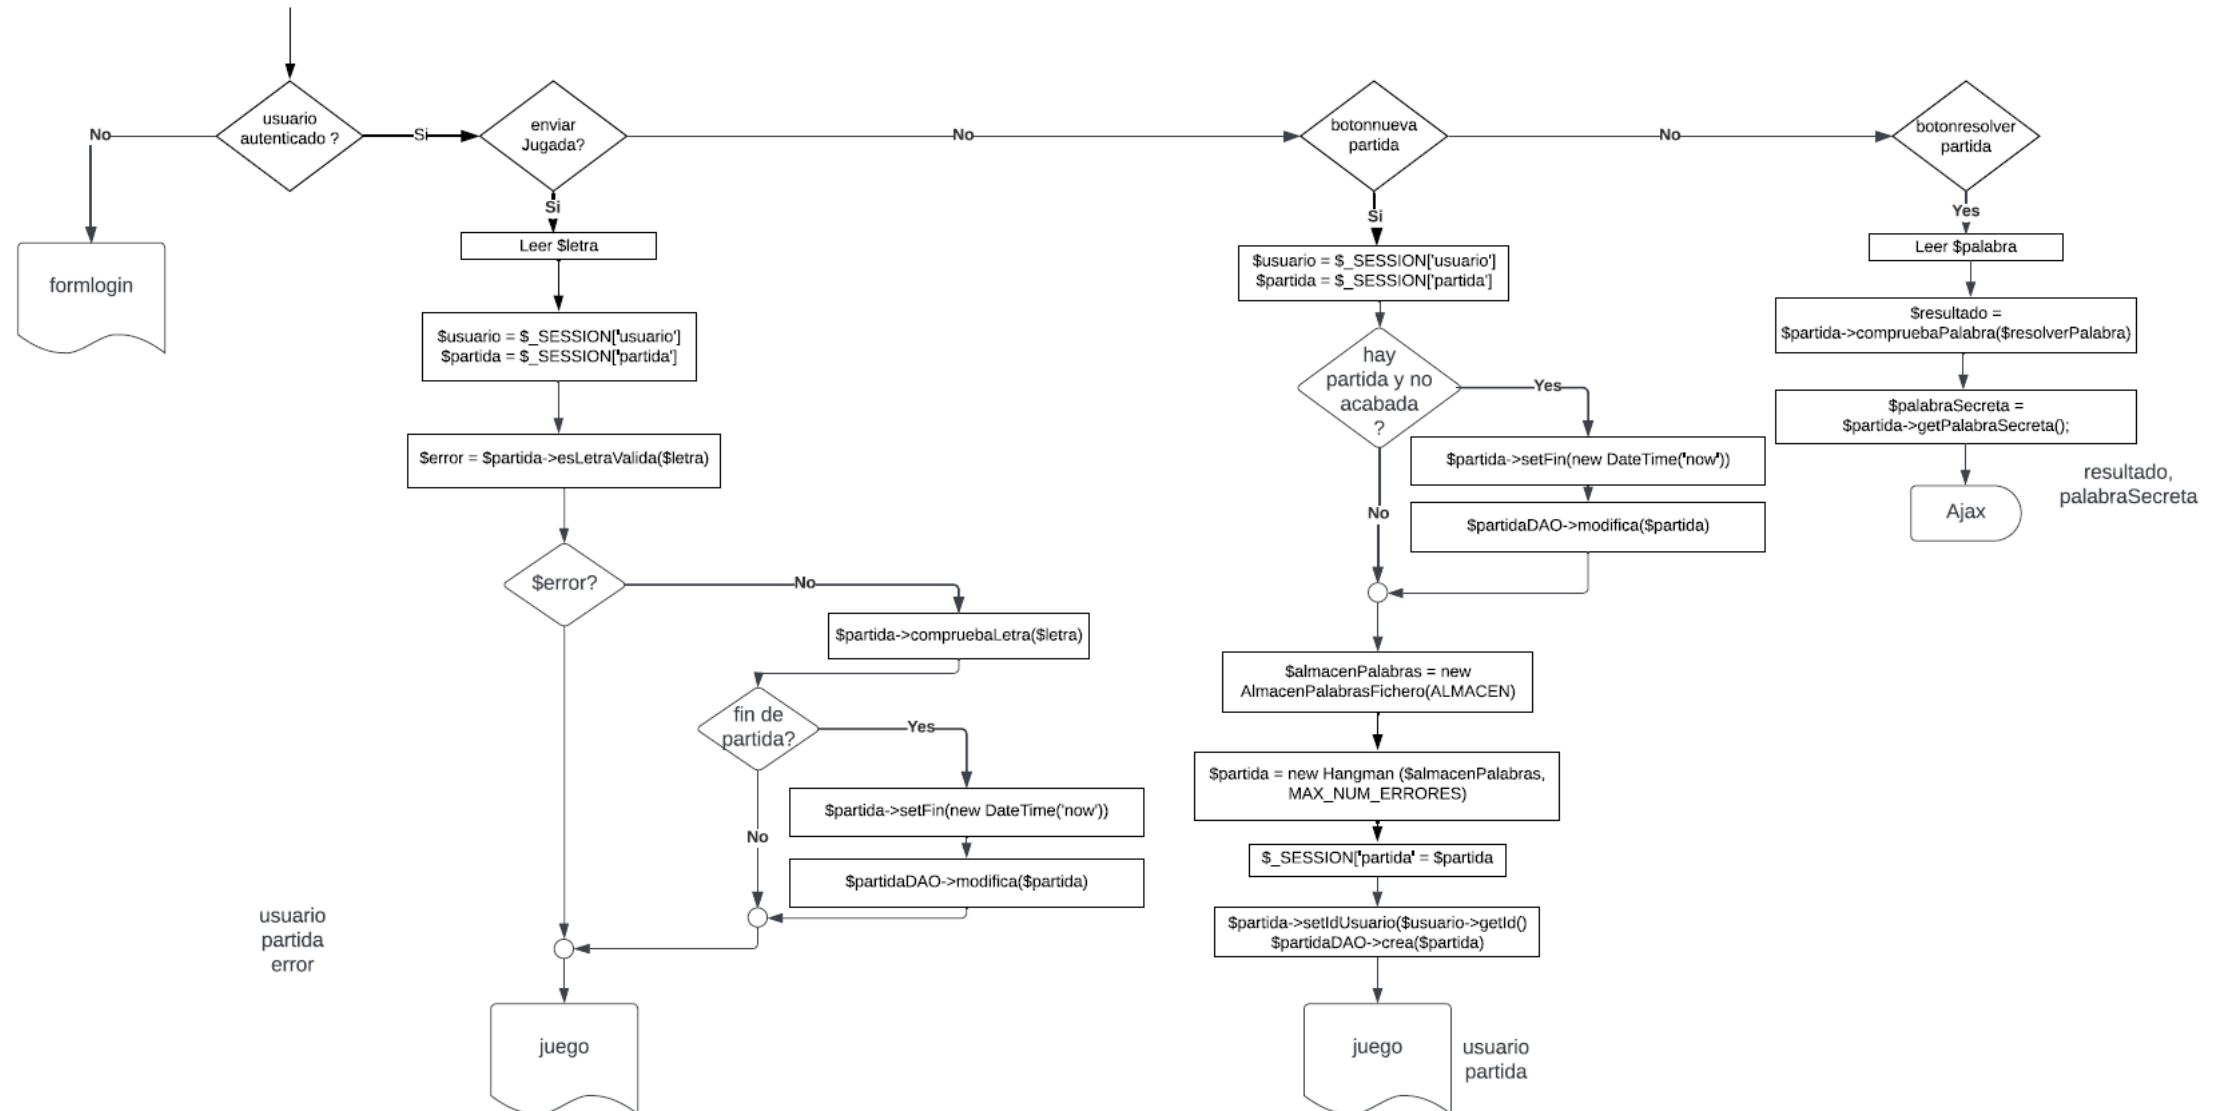 usuario
autenticado ?
No
Si
formlogin
enviar
Jugada?
No
Si
Leer $letra
$usuario = $_SESSION['usuario']
$partida = $_SESSION['partida']
$error = $partida->esLetraValida($letra)
$error?
No
$partida->compruebaLetra($letra)
fin de
partida?
Yes
No
$partida->setFin(new DateTime('now'))
$partidaDAO->modifica($partida)
usuario
partida
error
juego
botonnueva
partida
No
Si
$usuario = $_SESSION['usuario']
$partida = $_SESSION['partida']
hay
partida y no
acabada
?
Yes
No
$partida->setFin(new DateTime('now'))
$partidaDAO->modifica($partida)
$almacenPalabras = new
AlmacenPalabrasFichero(ALMACEN)
$partida = new Hangman ($almacenPalabras,
MAX_NUM_ERRORES)
$_SESSION['partida' = $partida
$partida->setIdUsuario($usuario->getId()
$partidaDAO->crea($partida)
juego
usuario
partida
botonresolver
partida
Yes
Leer $palabra
$resultado =
$partida->compruebaPalabra($resolverPalabra)
$palabraSecreta =
$partida->getPalabraSecreta();
resultado,
palabraSecreta
Ajax